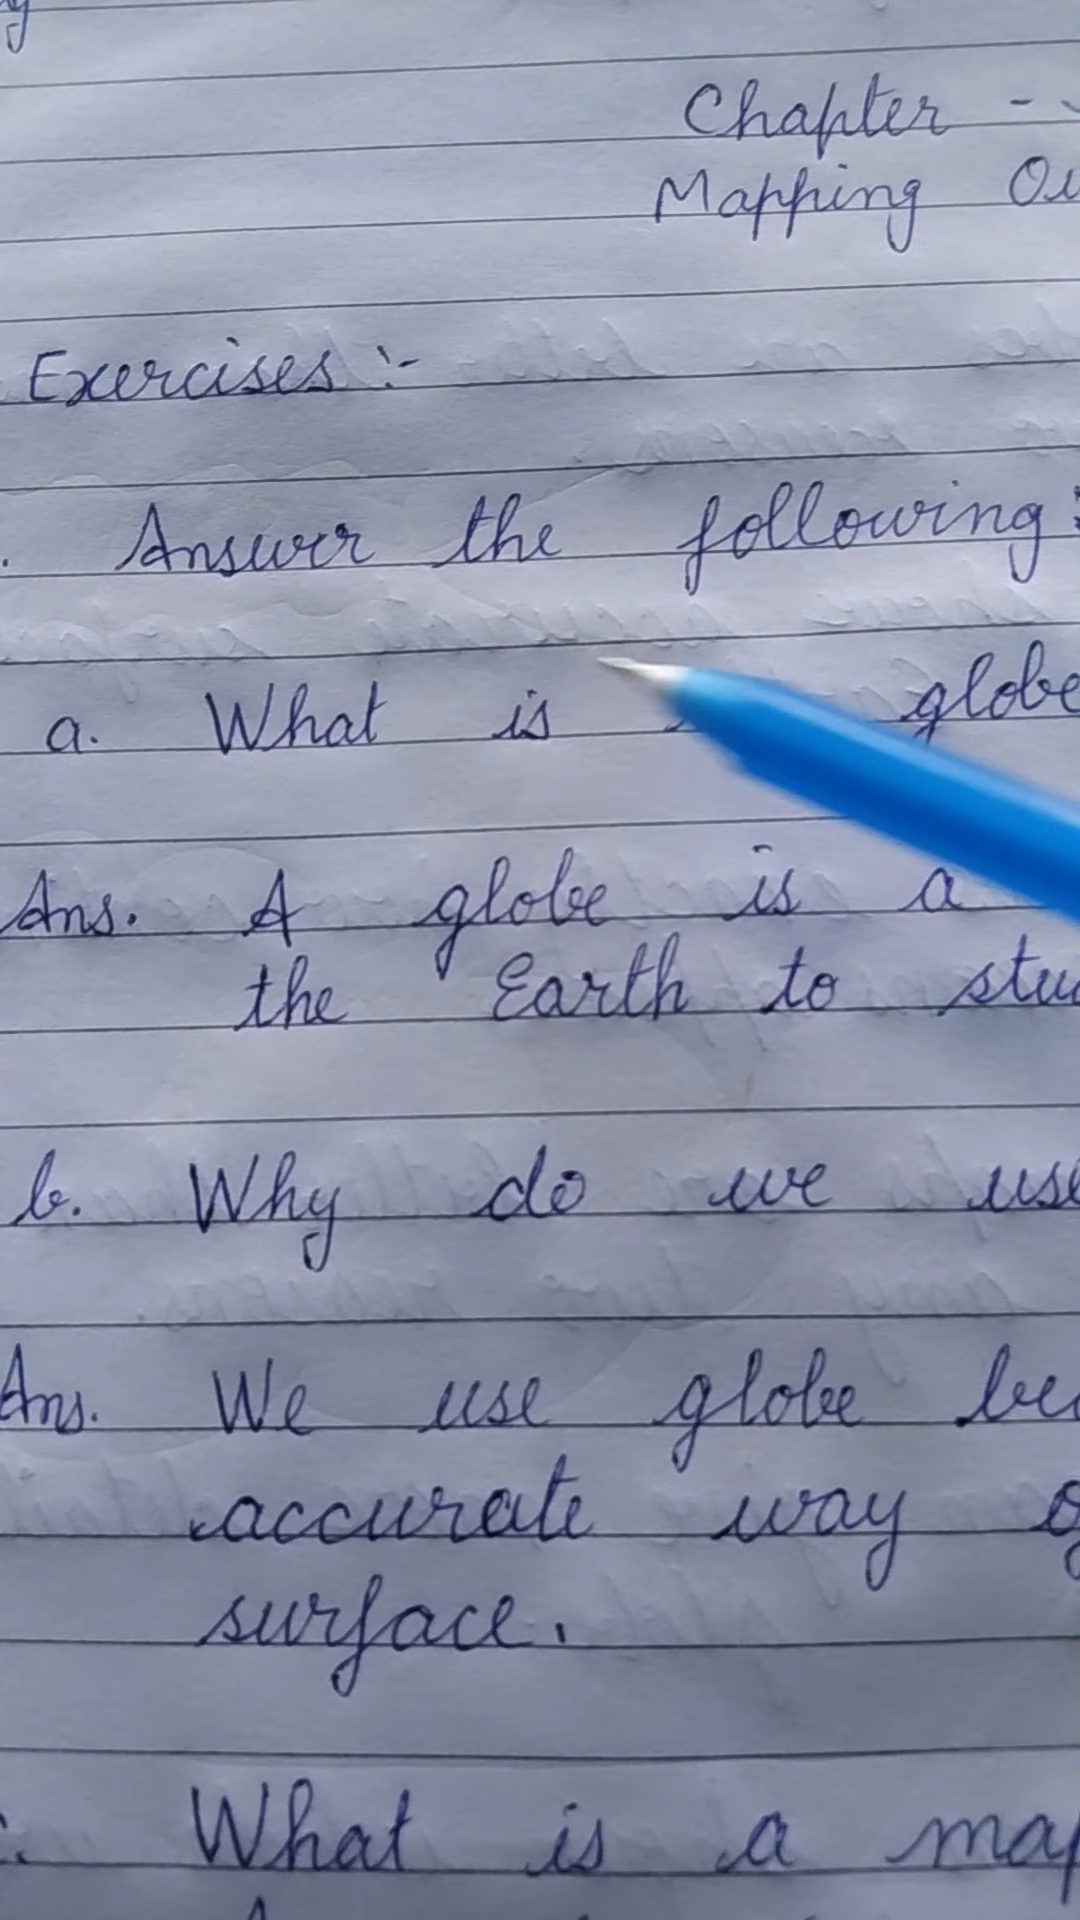 Chapter -
Mapping
Exercises :-
Answer the following :
a. What is globe
Ans. A globe is a
the Earth to
b. Why do we use
Ans. We use globe
accurate way
surface.
What is a